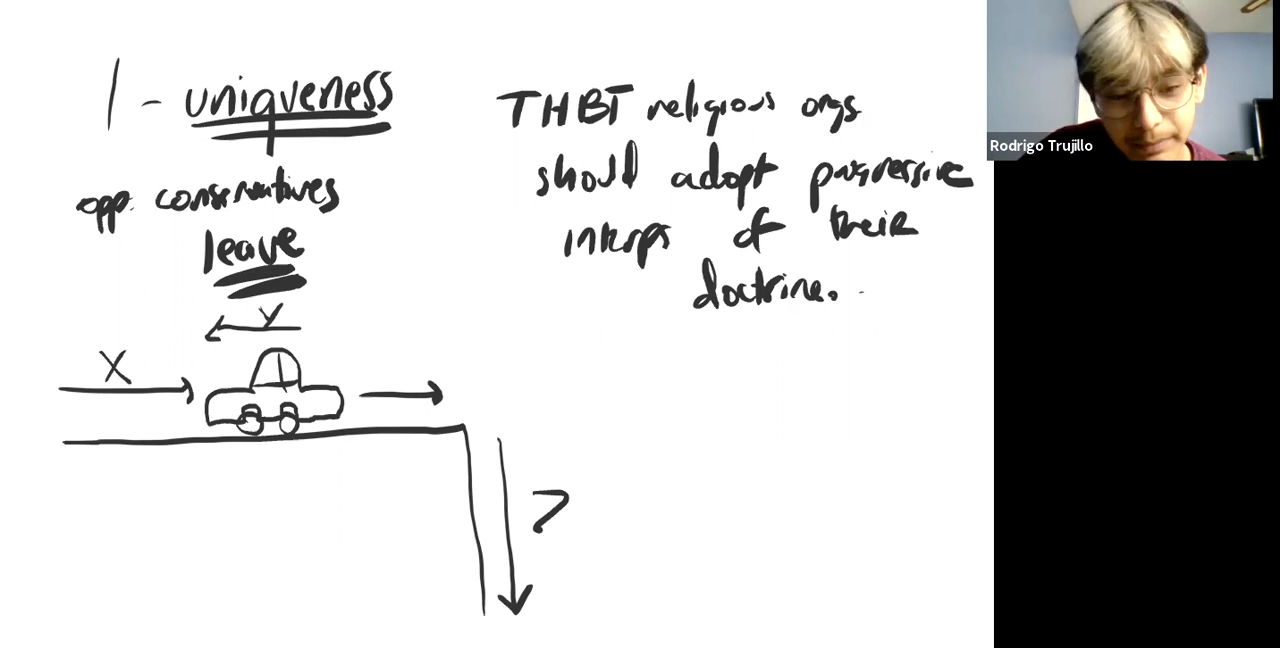 1 - uniqueness
opp: conservatives
leave
Y
X
THBT religious orgs
should adopt progressive
interps of their
doctrine.
Rodrigo Trujillo